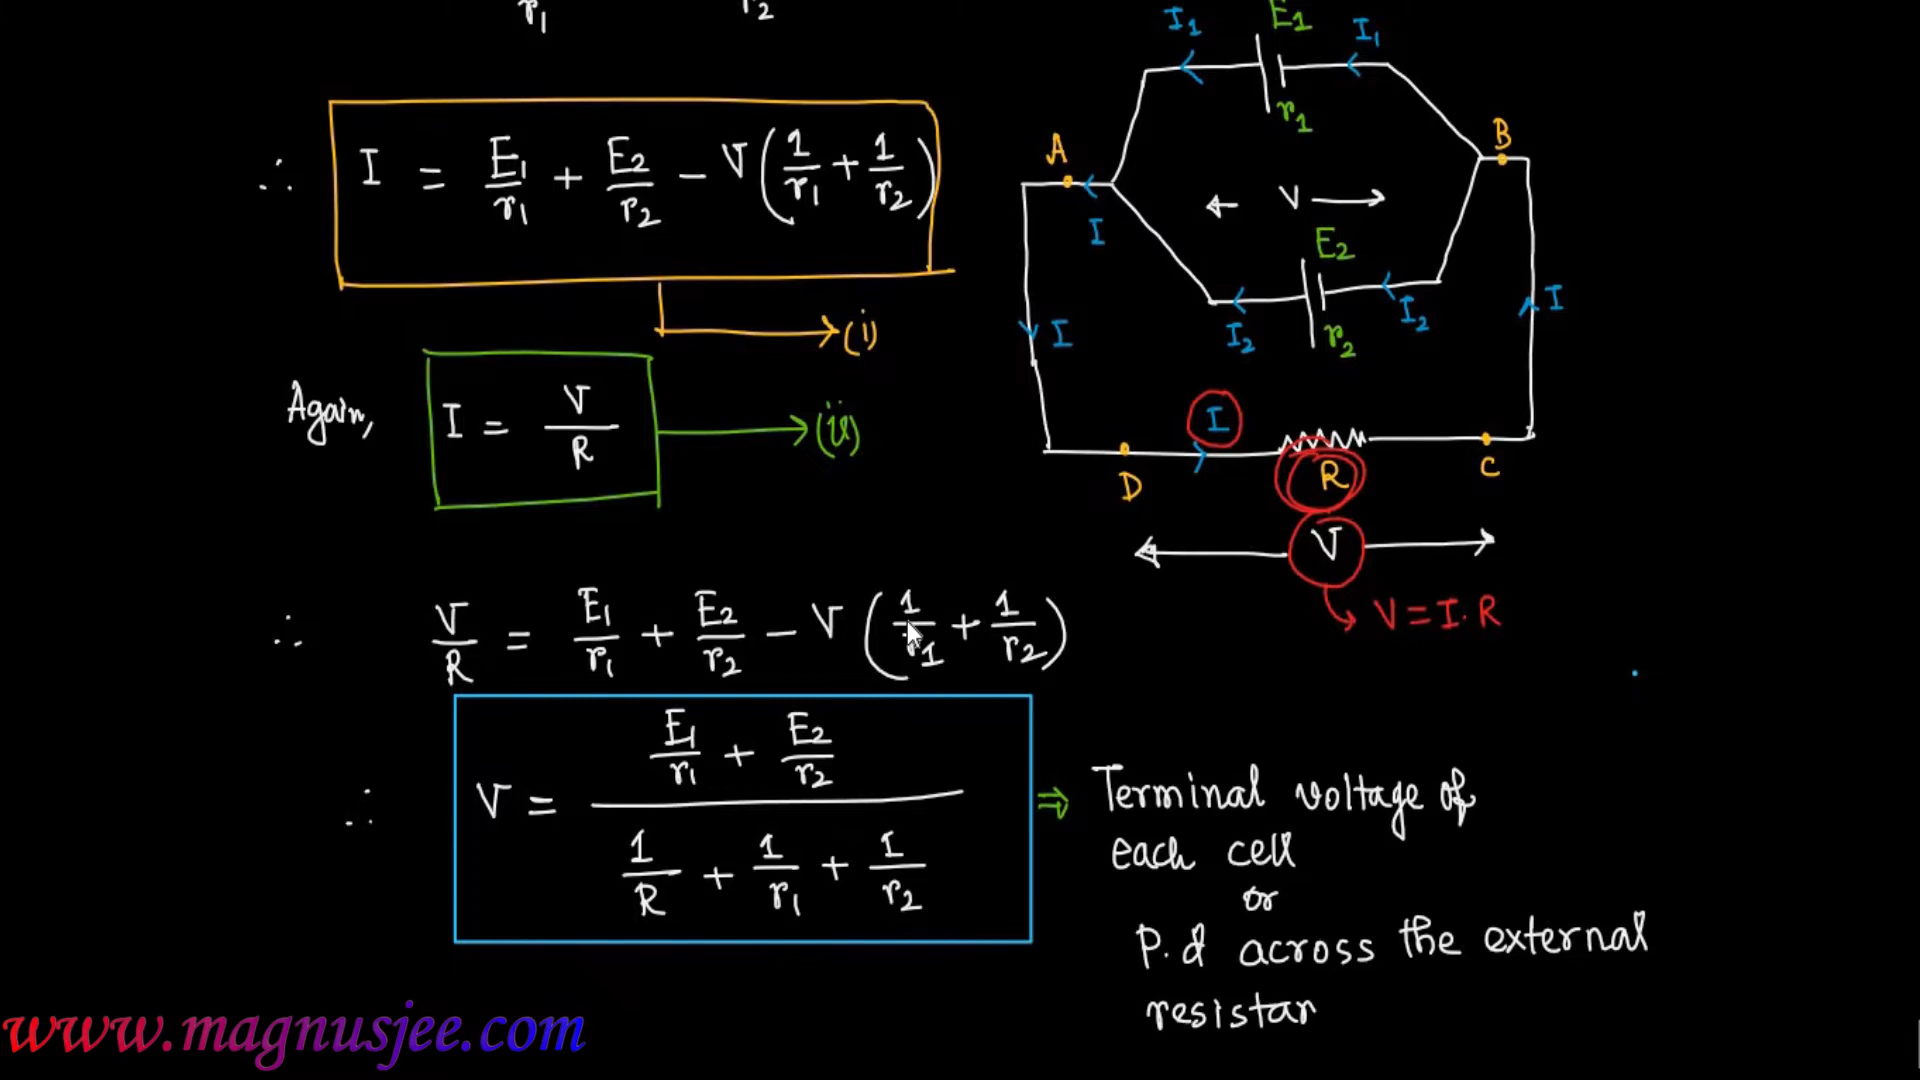 r₁ r₂
∴ I = E₁/r₁ + E₂/r₂ − V(1/r₁ + 1/r₂)
→ (i)
Again, I = V/R → (ii)
∴ V/R = E₁/r₁ + E₂/r₂ − V(1/r₁ + 1/r₂)
∴ V = (E₁/r₁ + E₂/r₂)/(1/R + 1/r₁ + 1/r₂)
I₁ E₁ I₁
r₁
A B
← V →
I E₂
I I₂ r₂ I₂ I
I
D R C
V
V = I.R
⇒ Terminal voltage of
each cell
or
P.d across the external
resistar
www.magnusjee.com